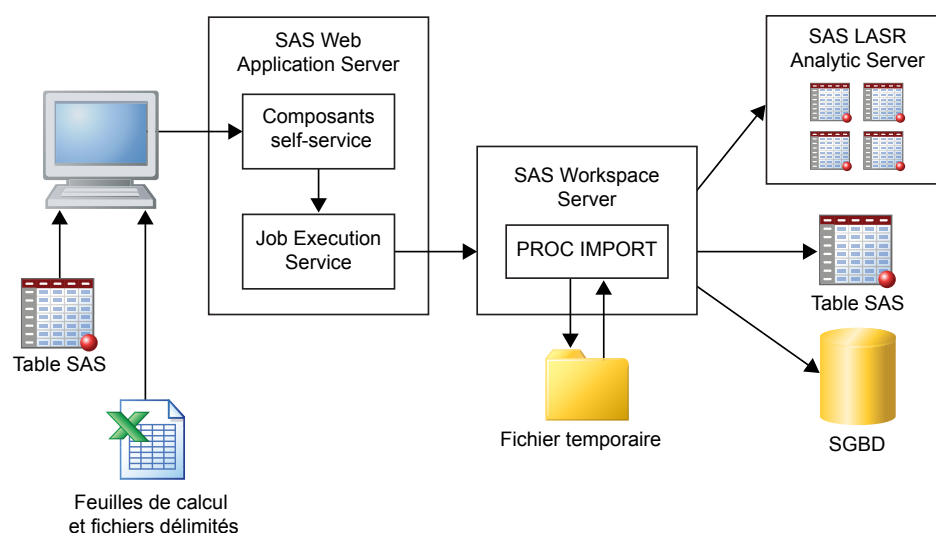 SAS Web
Application Server
Composants
self-service
Job Execution
Service
SAS Workspace
Server
PROC IMPORT
SAS LASR
Analytic Server
Table SAS
Table SAS
Fichier temporaire
SGBD
Feuilles de calcul
et fichiers délimités